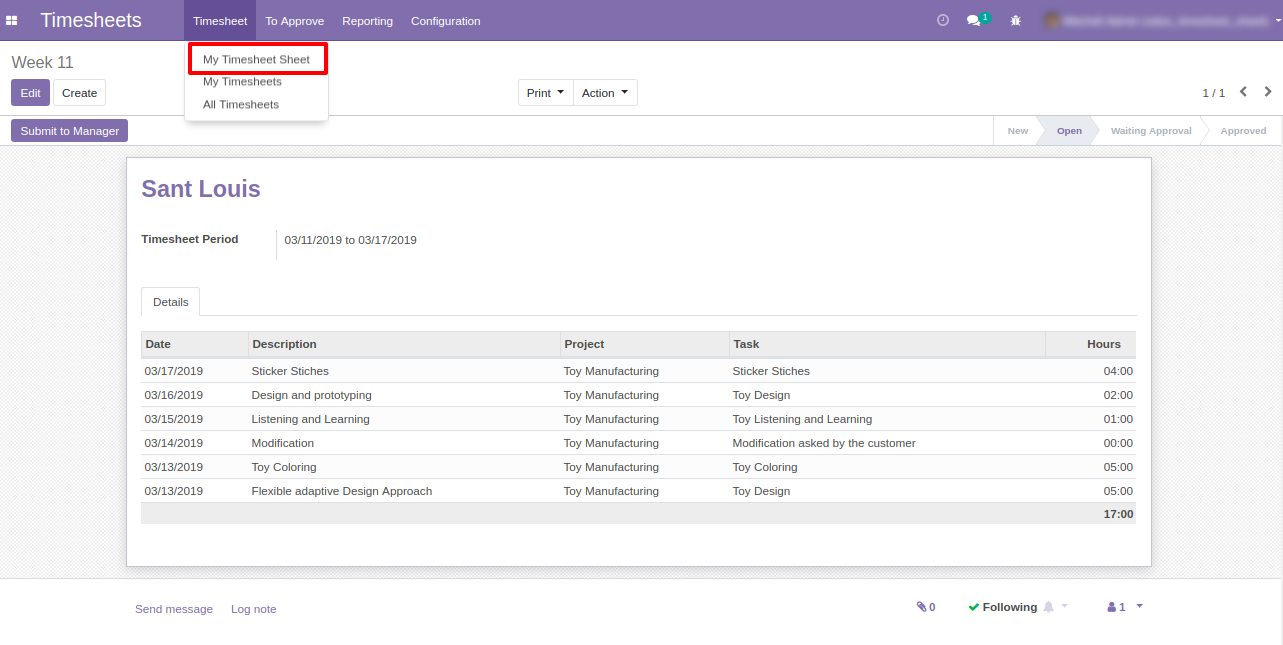 Timesheets Timesheet To Approve Reporting Configuration 1
Week 11
My Timesheet Sheet
My Timesheets
All Timesheets
Edit Create Print Action 1 / 1
Submit to Manager New Open Waiting Approval Approved
Sant Louis
Timesheet Period 03/11/2019 to 03/17/2019
Details
Date Description Project Task Hours
03/17/2019 Sticker Stiches Toy Manufacturing Sticker Stiches 04:00
03/16/2019 Design and prototyping Toy Manufacturing Toy Design 02:00
03/15/2019 Listening and Learning Toy Manufacturing Toy Listening and Learning 01:00
03/14/2019 Modification Toy Manufacturing Modification asked by the customer 00:00
03/13/2019 Toy Coloring Toy Manufacturing Toy Coloring 05:00
03/13/2019 Flexible adaptive Design Approach Toy Manufacturing Toy Design 05:00
17:00
Send message Log note 0 Following 1